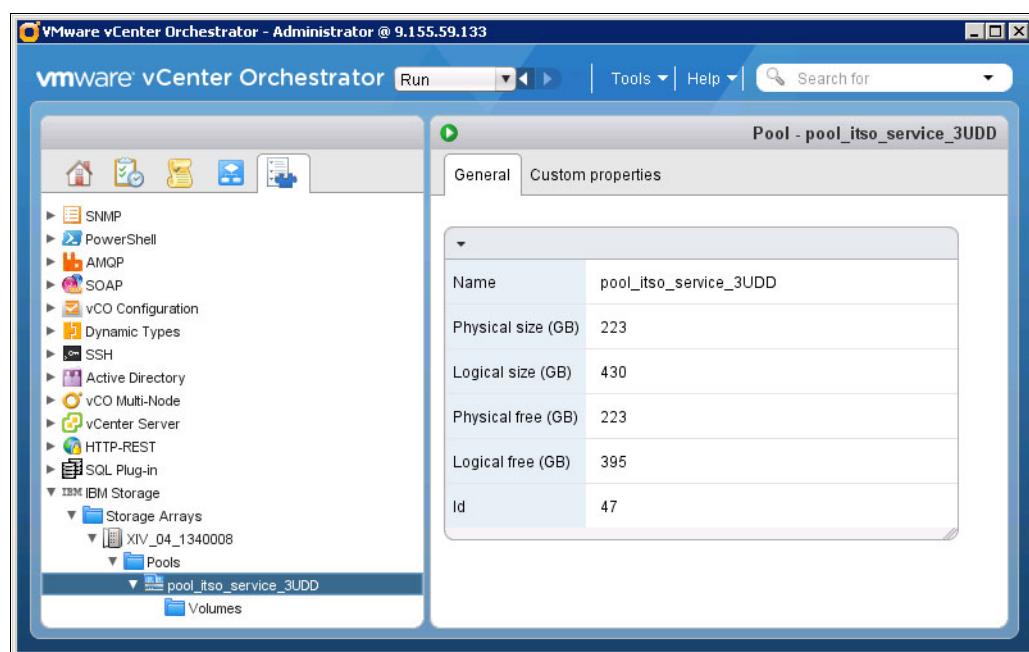 VMware vCenter Orchestrator - Administrator @ 9.155.59.133
vmware vCenter Orchestrator Run Tools Help Search for
Pool - pool_itso_service_3UDD
General Custom properties
SNMP
PowerShell
AMQP
SOAP
vCO Configuration
Dynamic Types
SSH
Active Directory
vCO Multi-Node
vCenter Server
HTTP-REST
SQL Plug-in
IBM IBM Storage
Storage Arrays
XIV_04_1340008
Pools
pool_itso_service_3UDD
Volumes
Name pool_itso_service_3UDD
Physical size (GB) 223
Logical size (GB) 430
Physical free (GB) 223
Logical free (GB) 395
Id 47